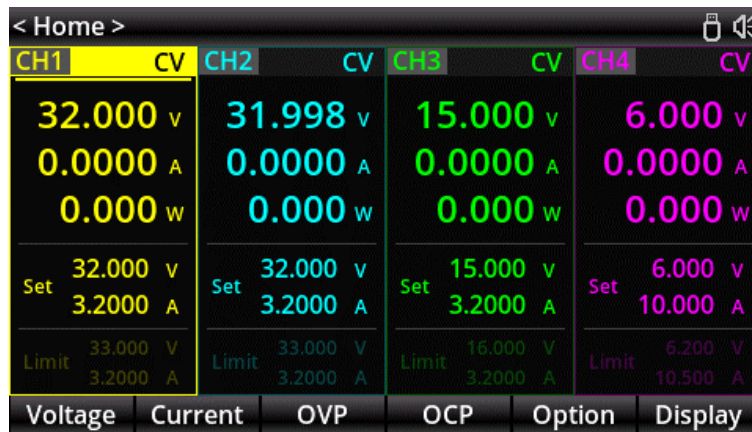 < Home >
CH1 CV CH2 CV CH3 CV CH4 CV
32.000 V 31.998 V 15.000 V 6.000 V
0.0000 A 0.0000 A 0.0000 A 0.0000 A
0.000 W 0.000 W 0.000 W 0.000 W
Set 32.000 V Set 32.000 V Set 15.000 V Set 6.000 V
3.2000 A 3.2000 A 3.2000 A 10.000 A
Limit 33.000 V Limit 33.000 V Limit 16.000 V Limit 6.200 V
3.2000 A 3.2000 A 3.2000 A 10.500 A
Voltage Current OVP OCP Option Display